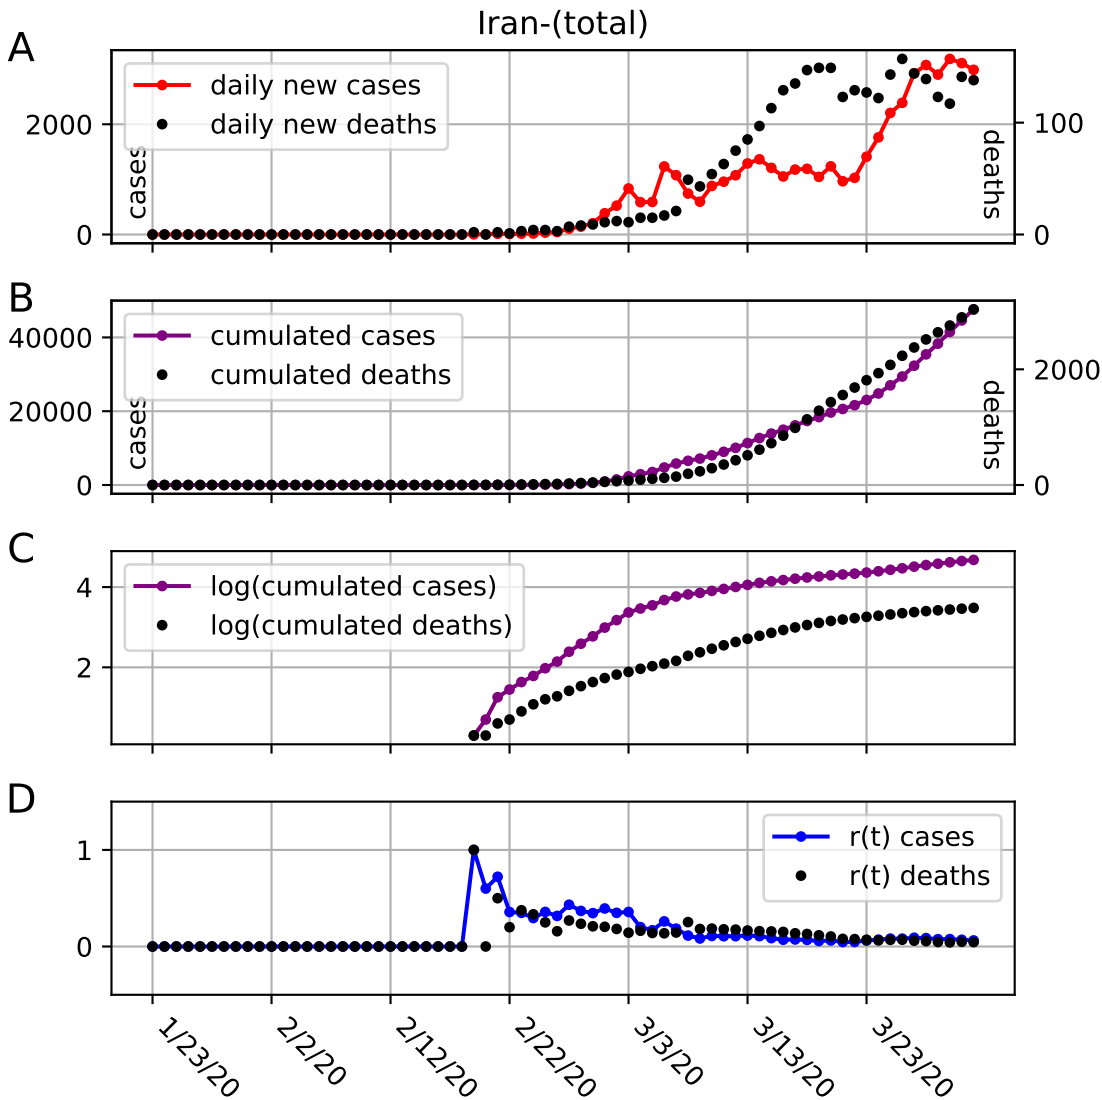 Iran-(total)
A
daily new cases
daily new deaths
2000
0
cases
100
0
deaths
B
cumulated cases
cumulated deaths
40000
20000
0
cases
2000
0
deaths
C
log(cumulated cases)
log(cumulated deaths)
4
2
D
r(t) cases
r(t) deaths
1
0
1/23/20
2/2/20
2/12/20
2/22/20
3/3/20
3/13/20
3/23/20